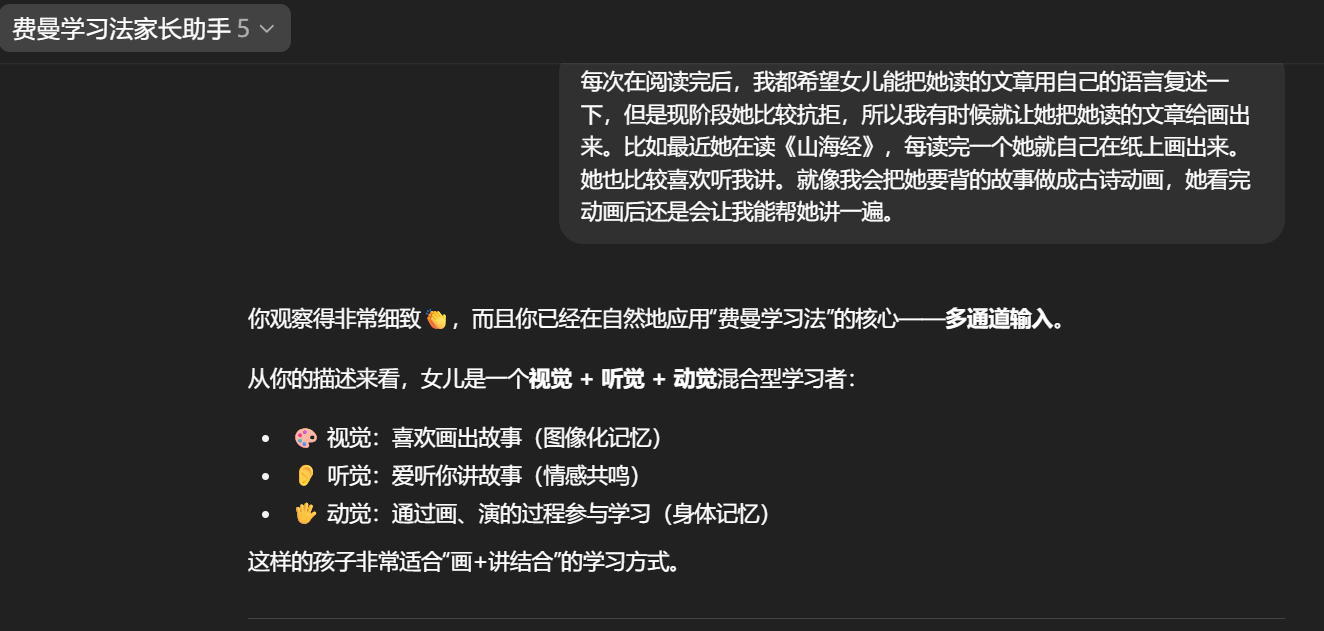 费曼学习法家长助手 5
每次在阅读完后，我都希望女儿能把她读的文章用自己的语言复述一
下，但是现阶段她比较抗拒，所以我有时候就让她把她读的文章给画出
来。比如最近她在读《山海经》，每读完一个她就自己在纸上画出来。
她也比较喜欢听我讲。就像我会把她要背的故事做成古诗动画，她看完
动画后还是会让我能帮她讲一遍。
你观察得非常细致👏，而且你已经在自然地应用“费曼学习法”的核心——多通道输入。
从你的描述来看，女儿是一个视觉 + 听觉 + 动觉混合型学习者：
• 🎨 视觉：喜欢画出故事（图像化记忆）
• 👂 听觉：爱听你讲故事（情感共鸣）
• 🖐 动觉：通过画、演的过程参与学习（身体记忆）
这样的孩子非常适合“画+讲结合”的学习方式。